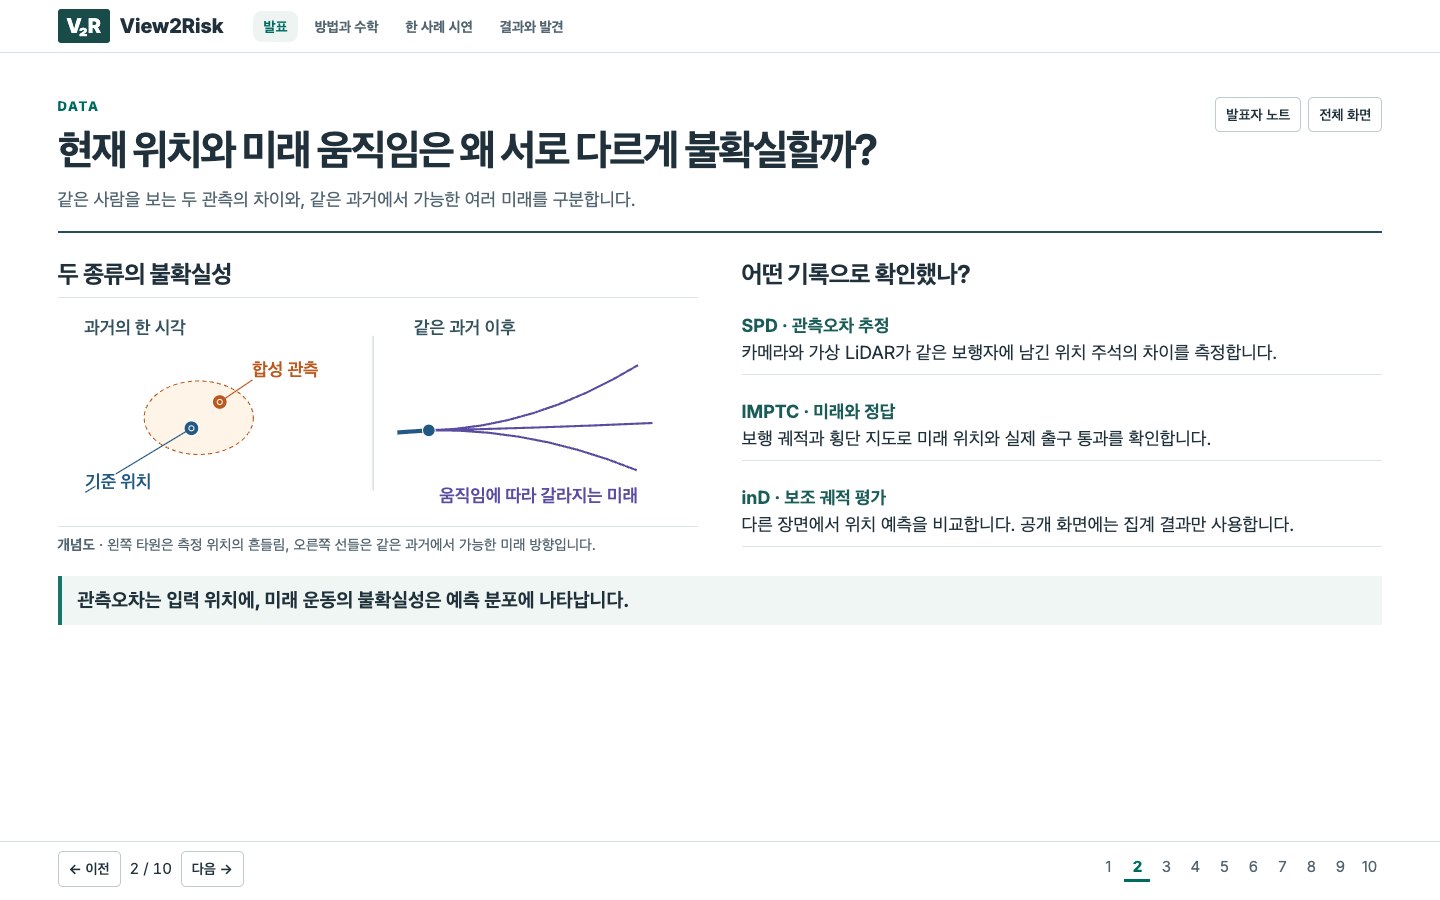 V2R View2Risk 발표 방법과 수학 한 사례 시연 결과와 발견
DATA
발표자 노트 전체 화면
현재 위치와 미래 움직임은 왜 서로 다르게 불확실할까?
같은 사람을 보는 두 관측의 차이와, 같은 과거에서 가능한 여러 미래를 구분합니다.
두 종류의 불확실성
과거의 한 시각
합성 관측
기준 위치
같은 과거 이후
움직임에 따라 갈라지는 미래
개념도 · 왼쪽 타원은 측정 위치의 흔들림, 오른쪽 선들은 같은 과거에서 가능한 미래 방향입니다.
어떤 기록으로 확인했나?
SPD · 관측오차 추정
카메라와 가상 LiDAR가 같은 보행자에 남긴 위치 주석의 차이를 측정합니다.
IMPTC · 미래와 정답
보행 궤적과 횡단 지도로 미래 위치와 실제 출구 통과를 확인합니다.
inD · 보조 궤적 평가
다른 장면에서 위치 예측을 비교합니다. 공개 화면에는 집계 결과만 사용합니다.
관측오차는 입력 위치에, 미래 운동의 불확실성은 예측 분포에 나타납니다.
← 이전 2 / 10 다음 →
1 2 3 4 5 6 7 8 9 10